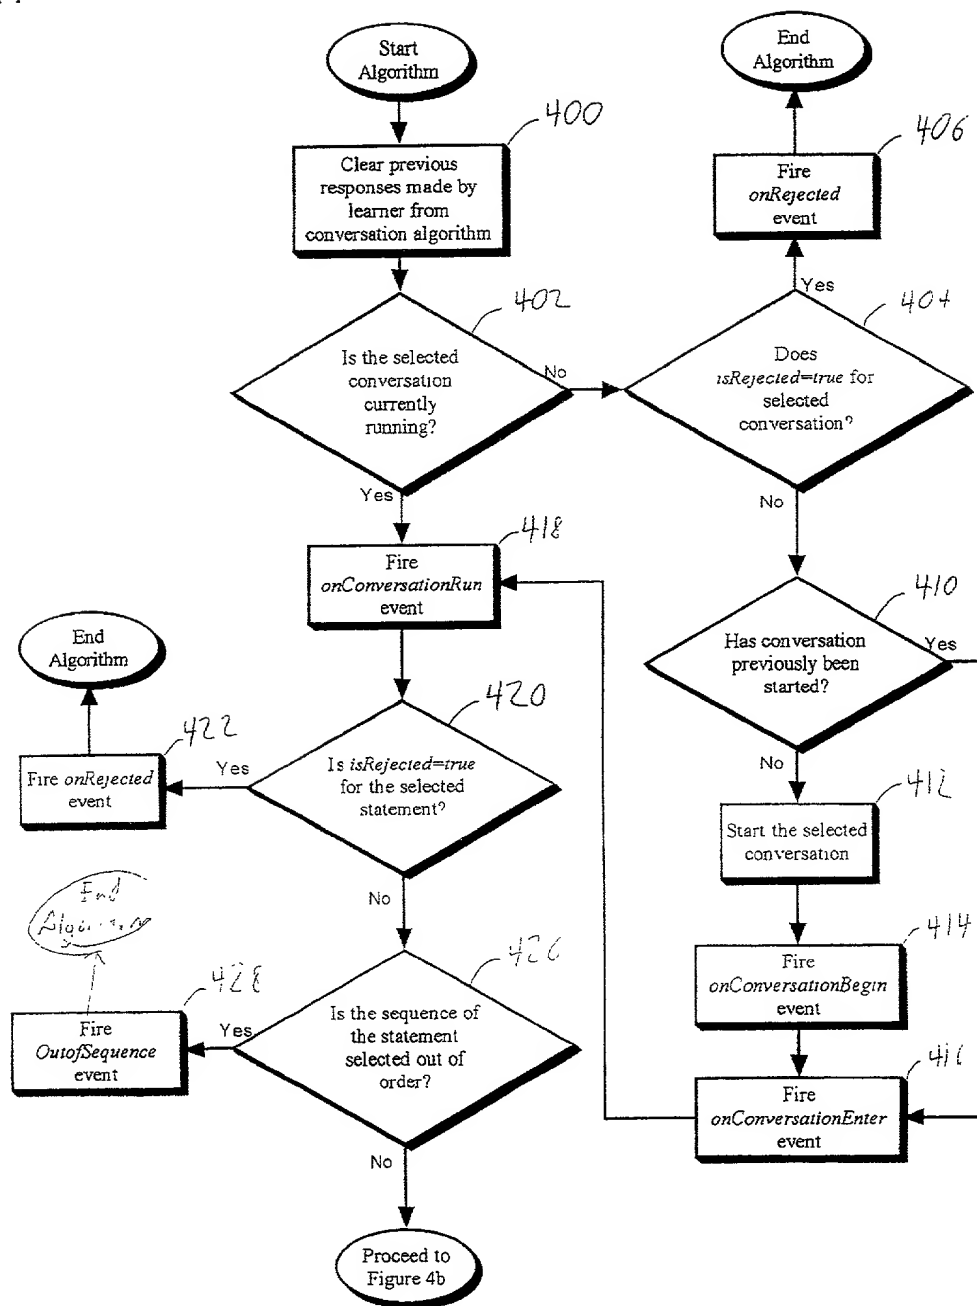 Start
Algorithm
400
Clear previous
responses made by
learner from
conversation algorithm
402
Is the selected
conversation
currently
running?
No
Yes
End
Algorithm
406
Fire
onRejected
event
Yes
404
Does
isRejected=true for
selected
conversation?
No
418
Fire
onConversationRun
event
410
Has conversation
previously been
started?
Yes
No
End
Algorithm
422
Fire onRejected
event
Yes
420
Is isRejected=true
for the selected
statement?
No
412
Start the selected
conversation
414
Fire
onConversationBegin
event
416
Fire
onConversationEnter
event
End
Algorithm
428
Fire
OutofSequence
event
Yes
426
Is the sequence of
the statement
selected out of
order?
No
Proceed to
Figure 4b